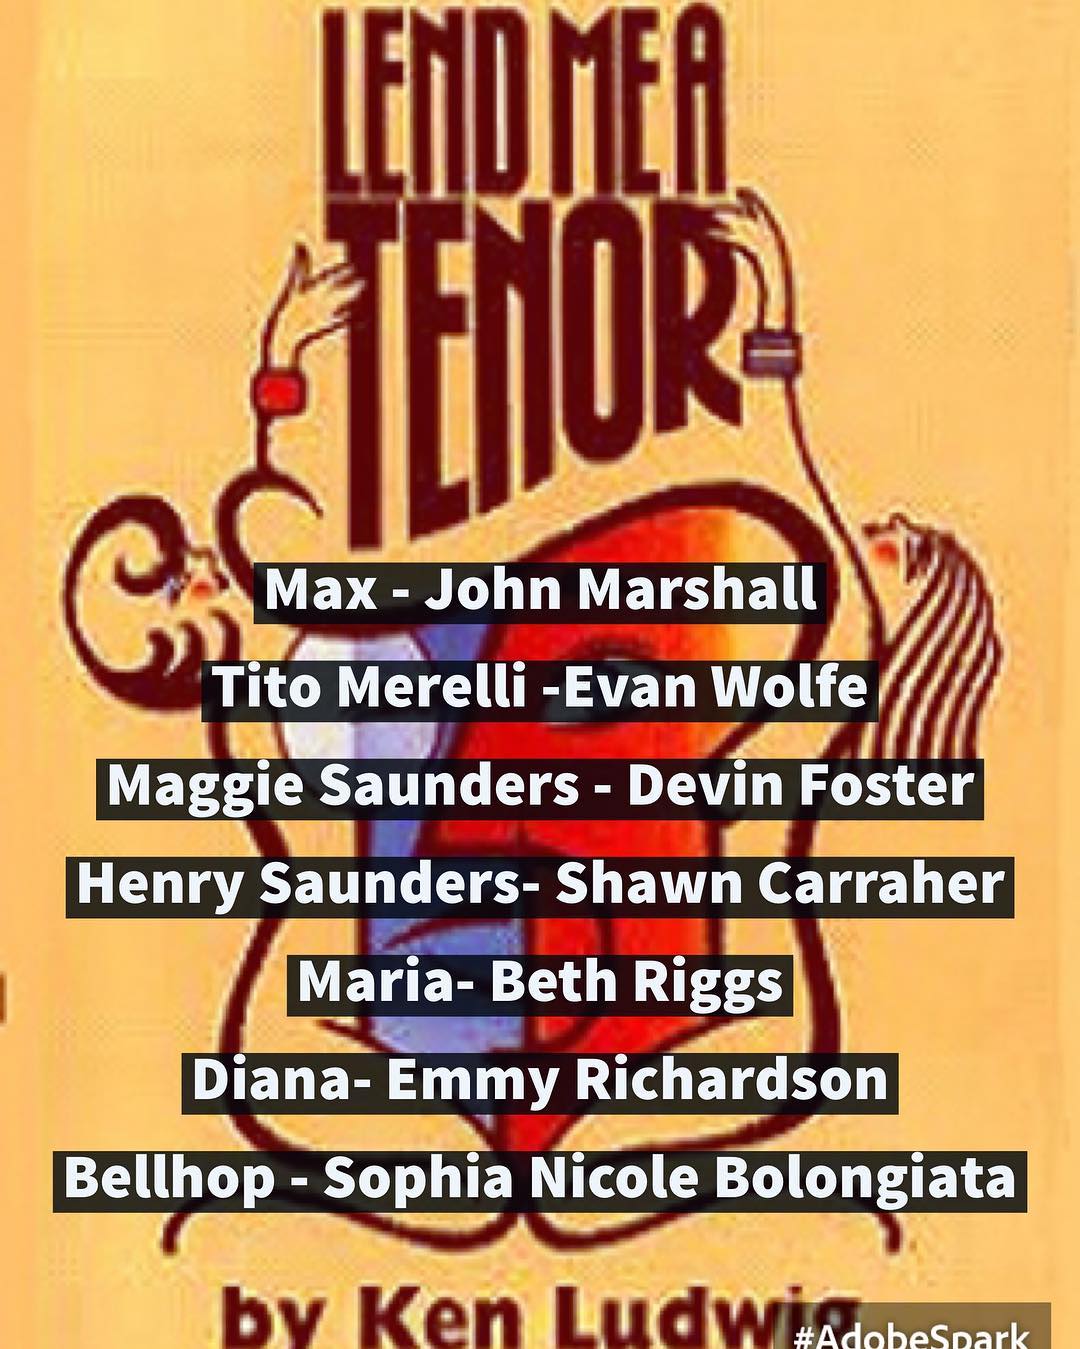 LEND ME A
TENOR
Max - John Marshall
Tito Merelli -Evan Wolfe
Maggie Saunders - Devin Foster
Henry Saunders- Shawn Carraher
Maria- Beth Riggs
Diana- Emmy Richardson
Bellhop - Sophia Nicole Bolongiata
by Ken Ludwig
#AdobeSpark